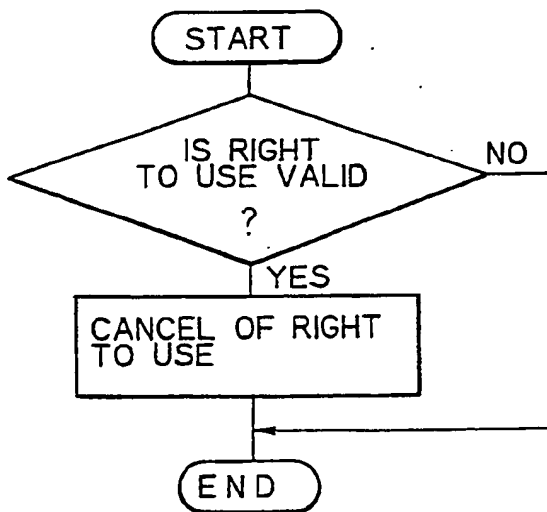 START
IS RIGHT
TO USE VALID
?
NO
YES
CANCEL OF RIGHT
TO USE
END